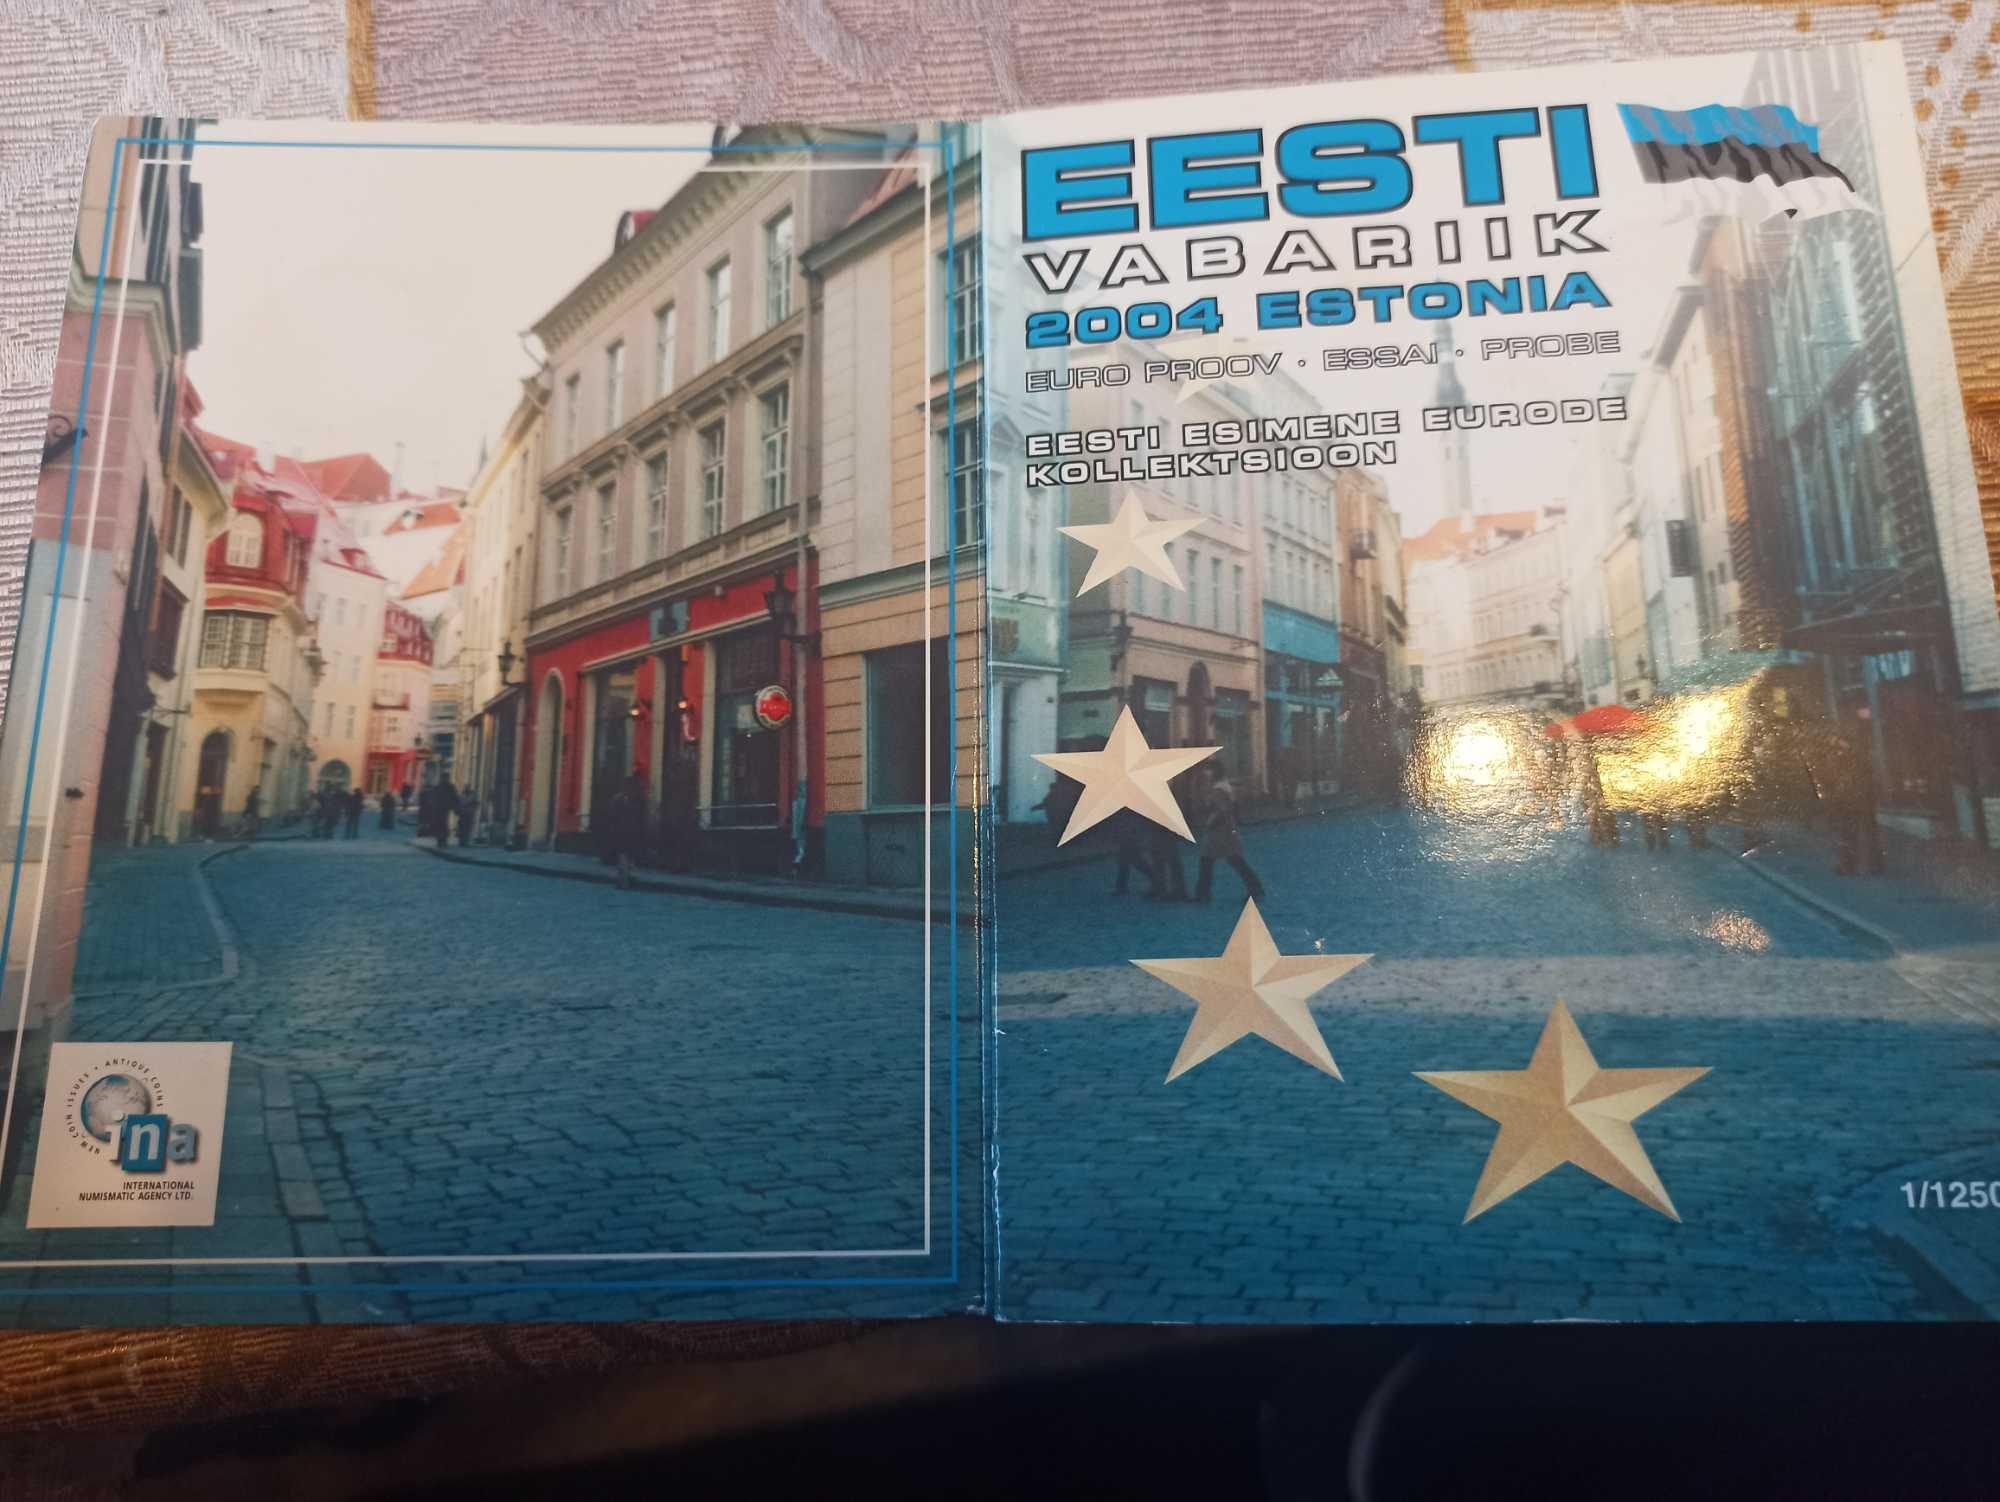 EESTI
VABARIIK
2004 ESTONIA
EURO PROOV · ESSAI · PROBE
EESTI ESIMENE EURODE
KOLLEKTSIOON
1/1250
NEW COIN ISSUES • ANTIQUE COINS
ina
INTERNATIONAL
NUMISMATIC AGENCY LTD.